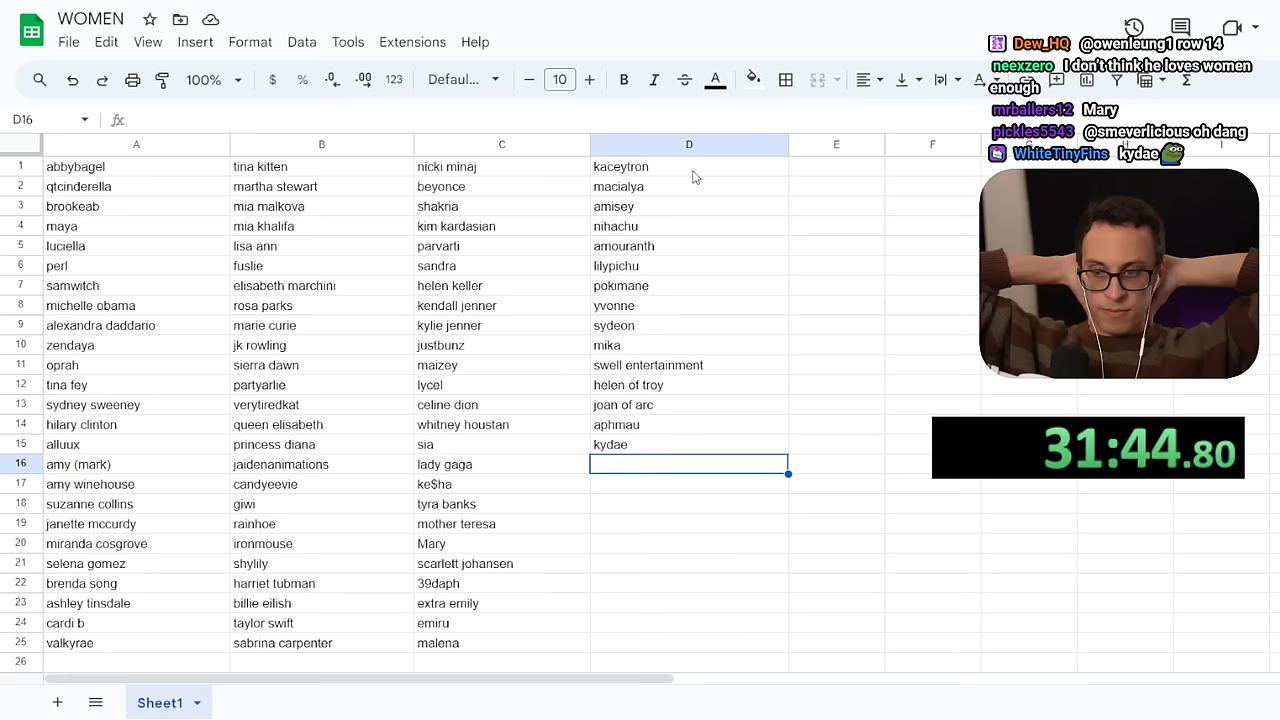 WOMEN
File Edit View Insert Format Data Tools Extensions Help
100% $ % .0 .00 123 Defaul... 10 B I S A
D16 fx
Dew_HQ @owenleung1 row 14
neexzero I don't think he loves women
enough
mrballers12 Mary
pickles5543 @smeverlicious oh dang
WhiteTinyFins kydae
A B C D E F
1 abbybagel tina kitten nicki minaj kaceytron
2 qtcinderella martha stewart beyonce macialya
3 brookeab mia malkova shakria amisey
4 maya mia khalifa kim kardasian nihachu
5 luciella lisa ann parvarti amouranth
6 perl fuslie sandra lilypichu
7 samwitch elisabeth marchini helen keller pokimane
8 michelle obama rosa parks kendall jenner yvonne
9 alexandra daddario marie curie kylie jenner sydeon
10 zendaya jk rowling justbunz mika
11 oprah sierra dawn maizey swell entertainment
12 tina fey partyarlie lycel helen of troy
13 sydney sweeney verytiredkat celine dion joan of arc
14 hilary clinton queen elisabeth whitney houstan aphmau
15 alluux princess diana sia kydae
16 amy (mark) jaidenanimations lady gaga
17 amy winehouse candyeevie ke$ha
18 suzanne collins giwi tyra banks
19 janette mccurdy rainhoe mother teresa
20 miranda cosgrove ironmouse Mary
21 selena gomez shylily scarlett johansen
22 brenda song harriet tubman 39daph
23 ashley tinsdale billie eilish extra emily
24 cardi b taylor swift emiru
25 valkyrae sabrina carpenter malena
26
31:44.80
Sheet1